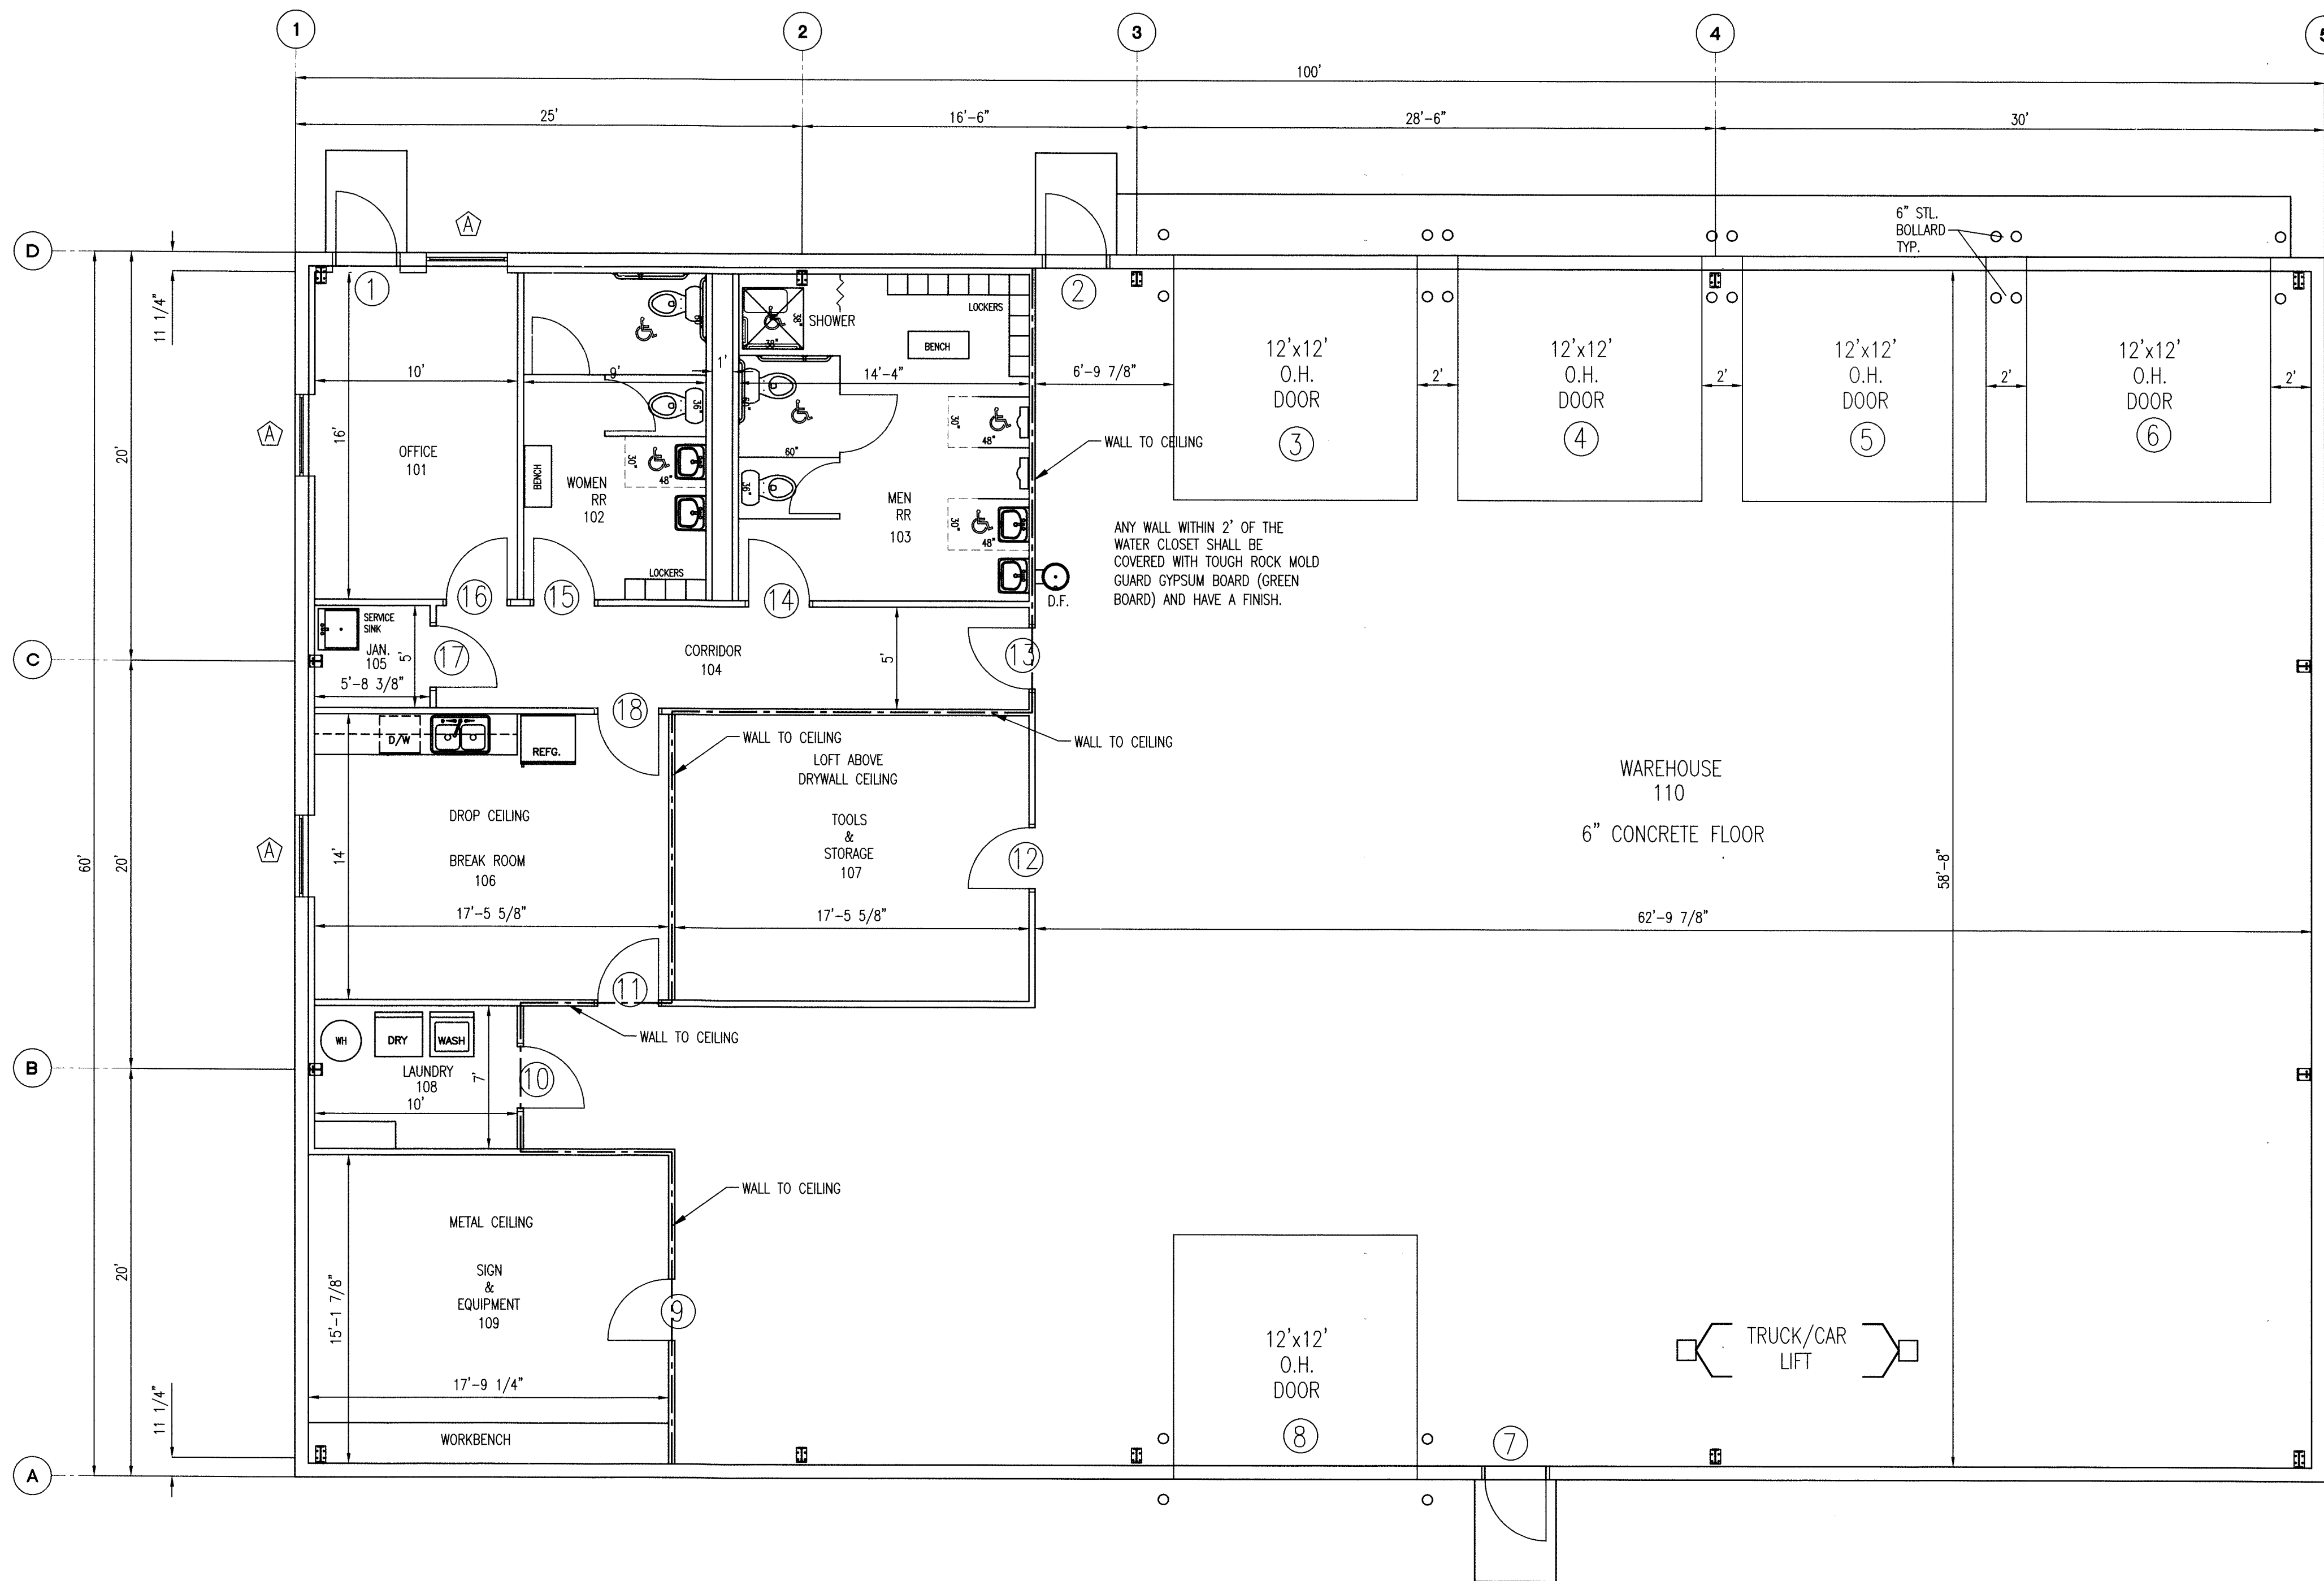 1
2
3
4
5
100'
25'
16'-6"
28'-6"
30'
A
6" STL.
BOLLARD
TYP.
D
11 1/4"
1
2
SHOWER
38"
38"
LOCKERS
BENCH
60"
10'
9'
1'
14'-4"
6'-9 7/8"
2'
2'
2'
2'
12'x12'
O.H.
DOOR
3
12'x12'
O.H.
DOOR
4
12'x12'
O.H.
DOOR
5
12'x12'
O.H.
DOOR
6
36"
60"
A
16'
20'
OFFICE
101
BENCH
WOMEN
RR
102
30"
48"
60"
36"
30"
48"
WALL TO CEILING
MEN
RR
103
30"
48"
ANY WALL WITHIN 2' OF THE
WATER CLOSET SHALL BE
COVERED WITH TOUGH ROCK MOLD
GUARD GYPSUM BOARD (GREEN
BOARD) AND HAVE A FINISH.
LOCKERS
D.F.
16
15
14
SERVICE
SINK
JAN.
105
5'
5'-8 3/8"
17
C
CORRIDOR
104
5'
13
18
D/W
REFG.
WALL TO CEILING
WALL TO CEILING
LOFT ABOVE
DRYWALL CEILING
DROP CEILING
TOOLS
&
STORAGE
107
12
WAREHOUSE
110
6" CONCRETE FLOOR
A
14'
60'
20'
58'-8"
BREAK ROOM
106
17'-5 5/8"
17'-5 5/8"
62'-9 7/8"
11
WALL TO CEILING
WH
DRY
WASH
LAUNDRY
108
10'
7'
10
B
WALL TO CEILING
METAL CEILING
SIGN
&
EQUIPMENT
109
9
20'
15'-1 7/8"
17'-9 1/4"
WORKBENCH
11 1/4"
A
12'x12'
O.H.
DOOR
8
7
TRUCK/CAR
LIFT